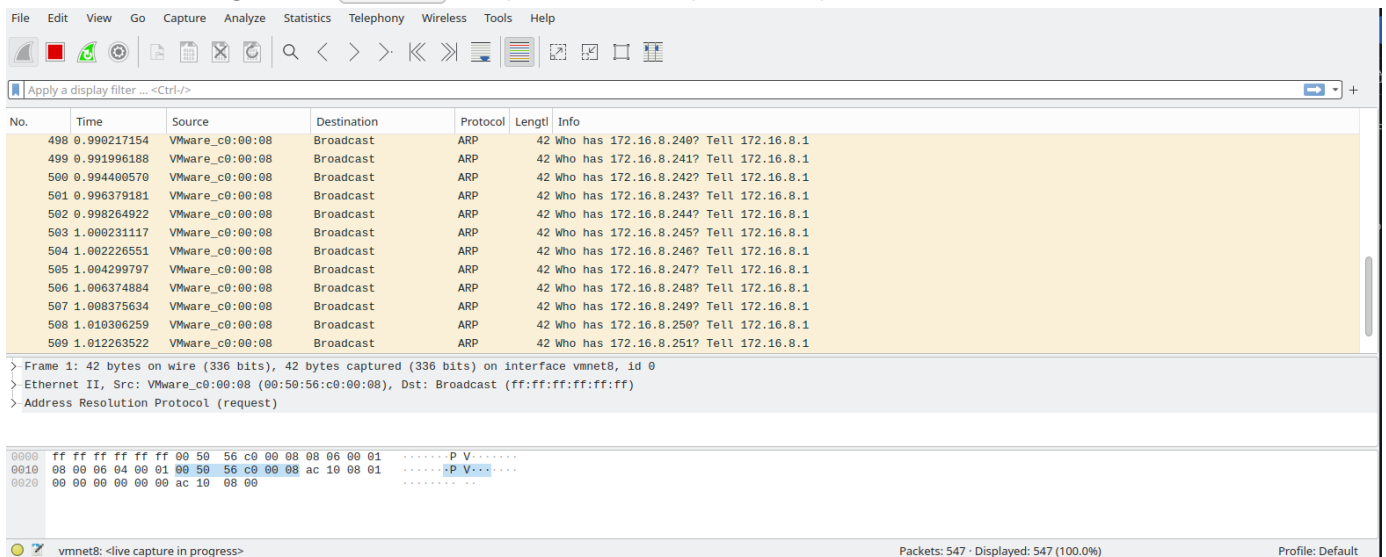 File Edit View Go Capture Analyze Statistics Telephony Wireless Tools Help
Apply a display filter ... <Ctrl-/>
+
No. Time Source Destination Protocol Lengtl Info
498 0.990217154 VMware_c0:00:08 Broadcast ARP 42 Who has 172.16.8.240? Tell 172.16.8.1
499 0.991996188 VMware_c0:00:08 Broadcast ARP 42 Who has 172.16.8.241? Tell 172.16.8.1
500 0.994400570 VMware_c0:00:08 Broadcast ARP 42 Who has 172.16.8.242? Tell 172.16.8.1
501 0.996379181 VMware_c0:00:08 Broadcast ARP 42 Who has 172.16.8.243? Tell 172.16.8.1
502 0.998264922 VMware_c0:00:08 Broadcast ARP 42 Who has 172.16.8.244? Tell 172.16.8.1
503 1.000231117 VMware_c0:00:08 Broadcast ARP 42 Who has 172.16.8.245? Tell 172.16.8.1
504 1.002226551 VMware_c0:00:08 Broadcast ARP 42 Who has 172.16.8.246? Tell 172.16.8.1
505 1.004299797 VMware_c0:00:08 Broadcast ARP 42 Who has 172.16.8.247? Tell 172.16.8.1
506 1.006374884 VMware_c0:00:08 Broadcast ARP 42 Who has 172.16.8.248? Tell 172.16.8.1
507 1.008375634 VMware_c0:00:08 Broadcast ARP 42 Who has 172.16.8.249? Tell 172.16.8.1
508 1.010306259 VMware_c0:00:08 Broadcast ARP 42 Who has 172.16.8.250? Tell 172.16.8.1
509 1.012263522 VMware_c0:00:08 Broadcast ARP 42 Who has 172.16.8.251? Tell 172.16.8.1
Frame 1: 42 bytes on wire (336 bits), 42 bytes captured (336 bits) on interface vmnet8, id 0
Ethernet II, Src: VMware_c0:00:08 (00:50:56:c0:00:08), Dst: Broadcast (ff:ff:ff:ff:ff:ff)
Address Resolution Protocol (request)
0000 ff ff ff ff ff ff 00 50 56 c0 00 08 08 06 00 01 ·······P V·······
0010 08 00 06 04 00 01 00 50 56 c0 00 08 ac 10 08 01 ·······P V·······
0020 00 00 00 00 00 00 ac 10 08 00 ········ ··
vmnet8: <live capture in progress> Packets: 547 · Displayed: 547 (100.0%) Profile: Default